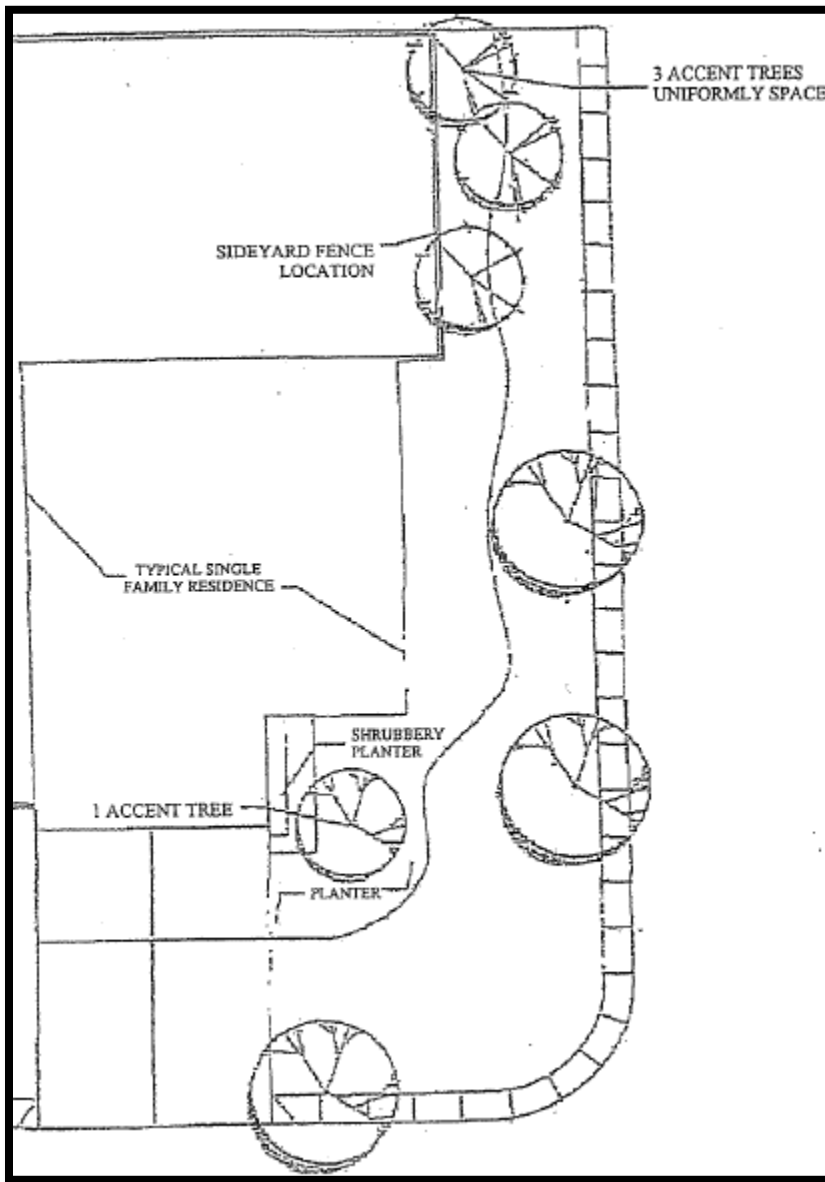 3 ACCENT TREES
UNIFORMLY SPACE
SIDEYARD FENCE
LOCATION
TYPICAL SINGLE
FAMILY RESIDENCE
SHRUBBERY
PLANTER
1 ACCENT TREE
PLANTER